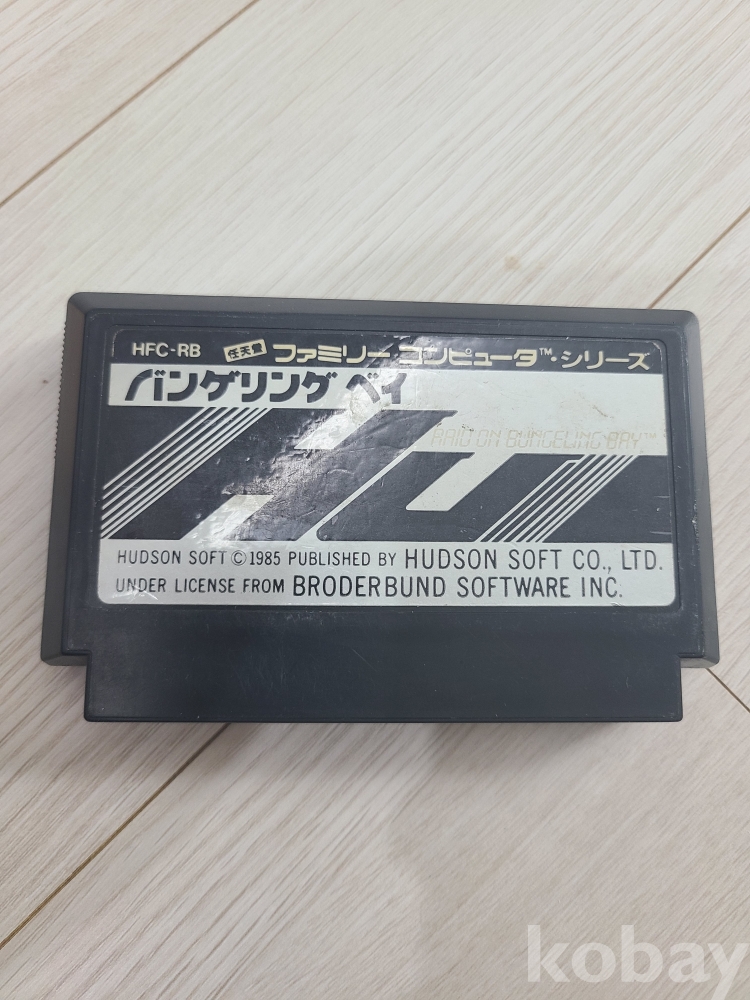 HFC-RB 任天堂 ファミリー コンピュータ™・シリーズ
バンゲリング ベイ
RAID ON BUNGELING BAY™
HUDSON SOFT © 1985 PUBLISHED BY HUDSON SOFT CO., LTD.
UNDER LICENSE FROM BRODERBUND SOFTWARE INC.
kobay